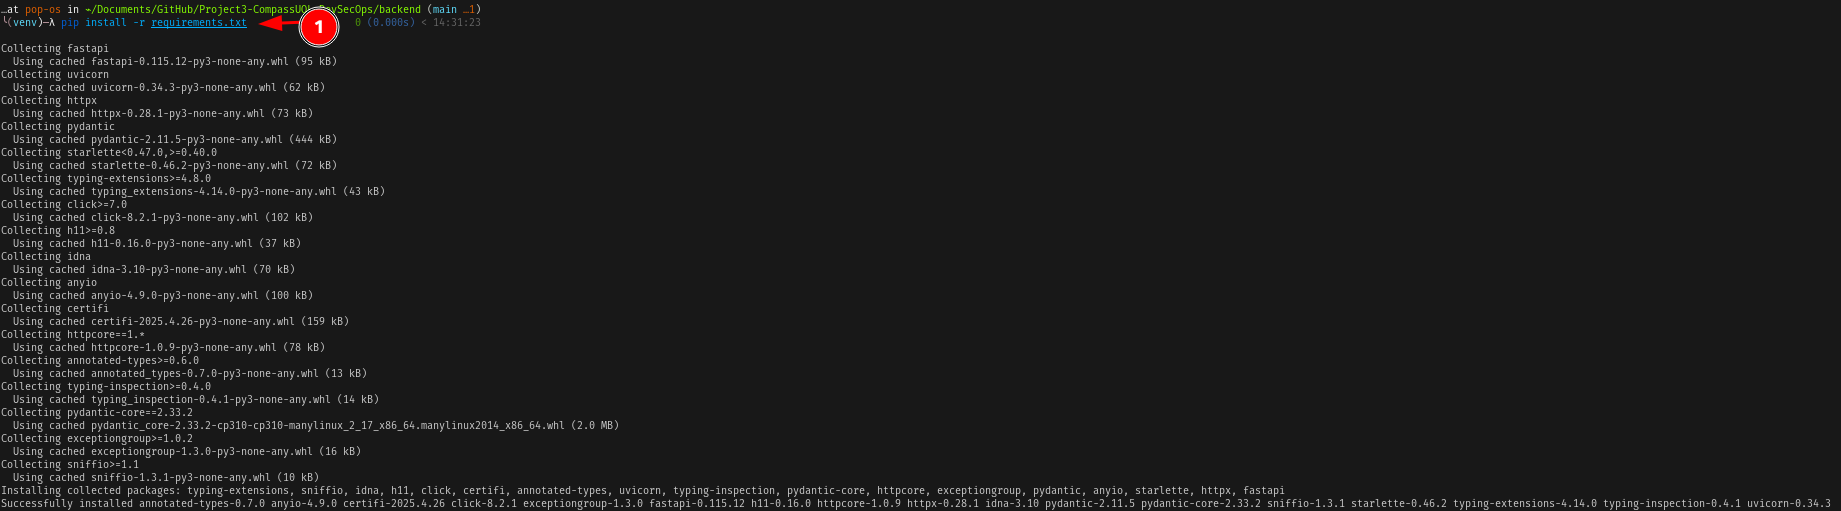 …at pop-os in ~/Documents/GitHub/Project3-CompassUOL-DevSecOps/backend (main …1)
╰(venv)─λ pip install -r requirements.txt 1 0 (0.000s) < 14:31:23
Collecting fastapi
  Using cached fastapi-0.115.12-py3-none-any.whl (95 kB)
Collecting uvicorn
  Using cached uvicorn-0.34.3-py3-none-any.whl (62 kB)
Collecting httpx
  Using cached httpx-0.28.1-py3-none-any.whl (73 kB)
Collecting pydantic
  Using cached pydantic-2.11.5-py3-none-any.whl (444 kB)
Collecting starlette<0.47.0,>=0.40.0
  Using cached starlette-0.46.2-py3-none-any.whl (72 kB)
Collecting typing-extensions>=4.8.0
  Using cached typing_extensions-4.14.0-py3-none-any.whl (43 kB)
Collecting click>=7.0
  Using cached click-8.2.1-py3-none-any.whl (102 kB)
Collecting h11>=0.8
  Using cached h11-0.16.0-py3-none-any.whl (37 kB)
Collecting idna
  Using cached idna-3.10-py3-none-any.whl (70 kB)
Collecting anyio
  Using cached anyio-4.9.0-py3-none-any.whl (100 kB)
Collecting certifi
  Using cached certifi-2025.4.26-py3-none-any.whl (159 kB)
Collecting httpcore==1.*
  Using cached httpcore-1.0.9-py3-none-any.whl (78 kB)
Collecting annotated-types>=0.6.0
  Using cached annotated_types-0.7.0-py3-none-any.whl (13 kB)
Collecting typing-inspection>=0.4.0
  Using cached typing_inspection-0.4.1-py3-none-any.whl (14 kB)
Collecting pydantic-core==2.33.2
  Using cached pydantic_core-2.33.2-cp310-cp310-manylinux_2_17_x86_64.manylinux2014_x86_64.whl (2.0 MB)
Collecting exceptiongroup>=1.0.2
  Using cached exceptiongroup-1.3.0-py3-none-any.whl (16 kB)
Collecting sniffio>=1.1
  Using cached sniffio-1.3.1-py3-none-any.whl (10 kB)
Installing collected packages: typing-extensions, sniffio, idna, h11, click, certifi, annotated-types, uvicorn, typing-inspection, pydantic-core, httpcore, exceptiongroup, pydantic, anyio, starlette, httpx, fastapi
Successfully installed annotated-types-0.7.0 anyio-4.9.0 certifi-2025.4.26 click-8.2.1 exceptiongroup-1.3.0 fastapi-0.115.12 h11-0.16.0 httpcore-1.0.9 httpx-0.28.1 idna-3.10 pydantic-2.11.5 pydantic-core-2.33.2 sniffio-1.3.1 starlette-0.46.2 typing-extensions-4.14.0 typing-inspection-0.4.1 uvicorn-0.34.3